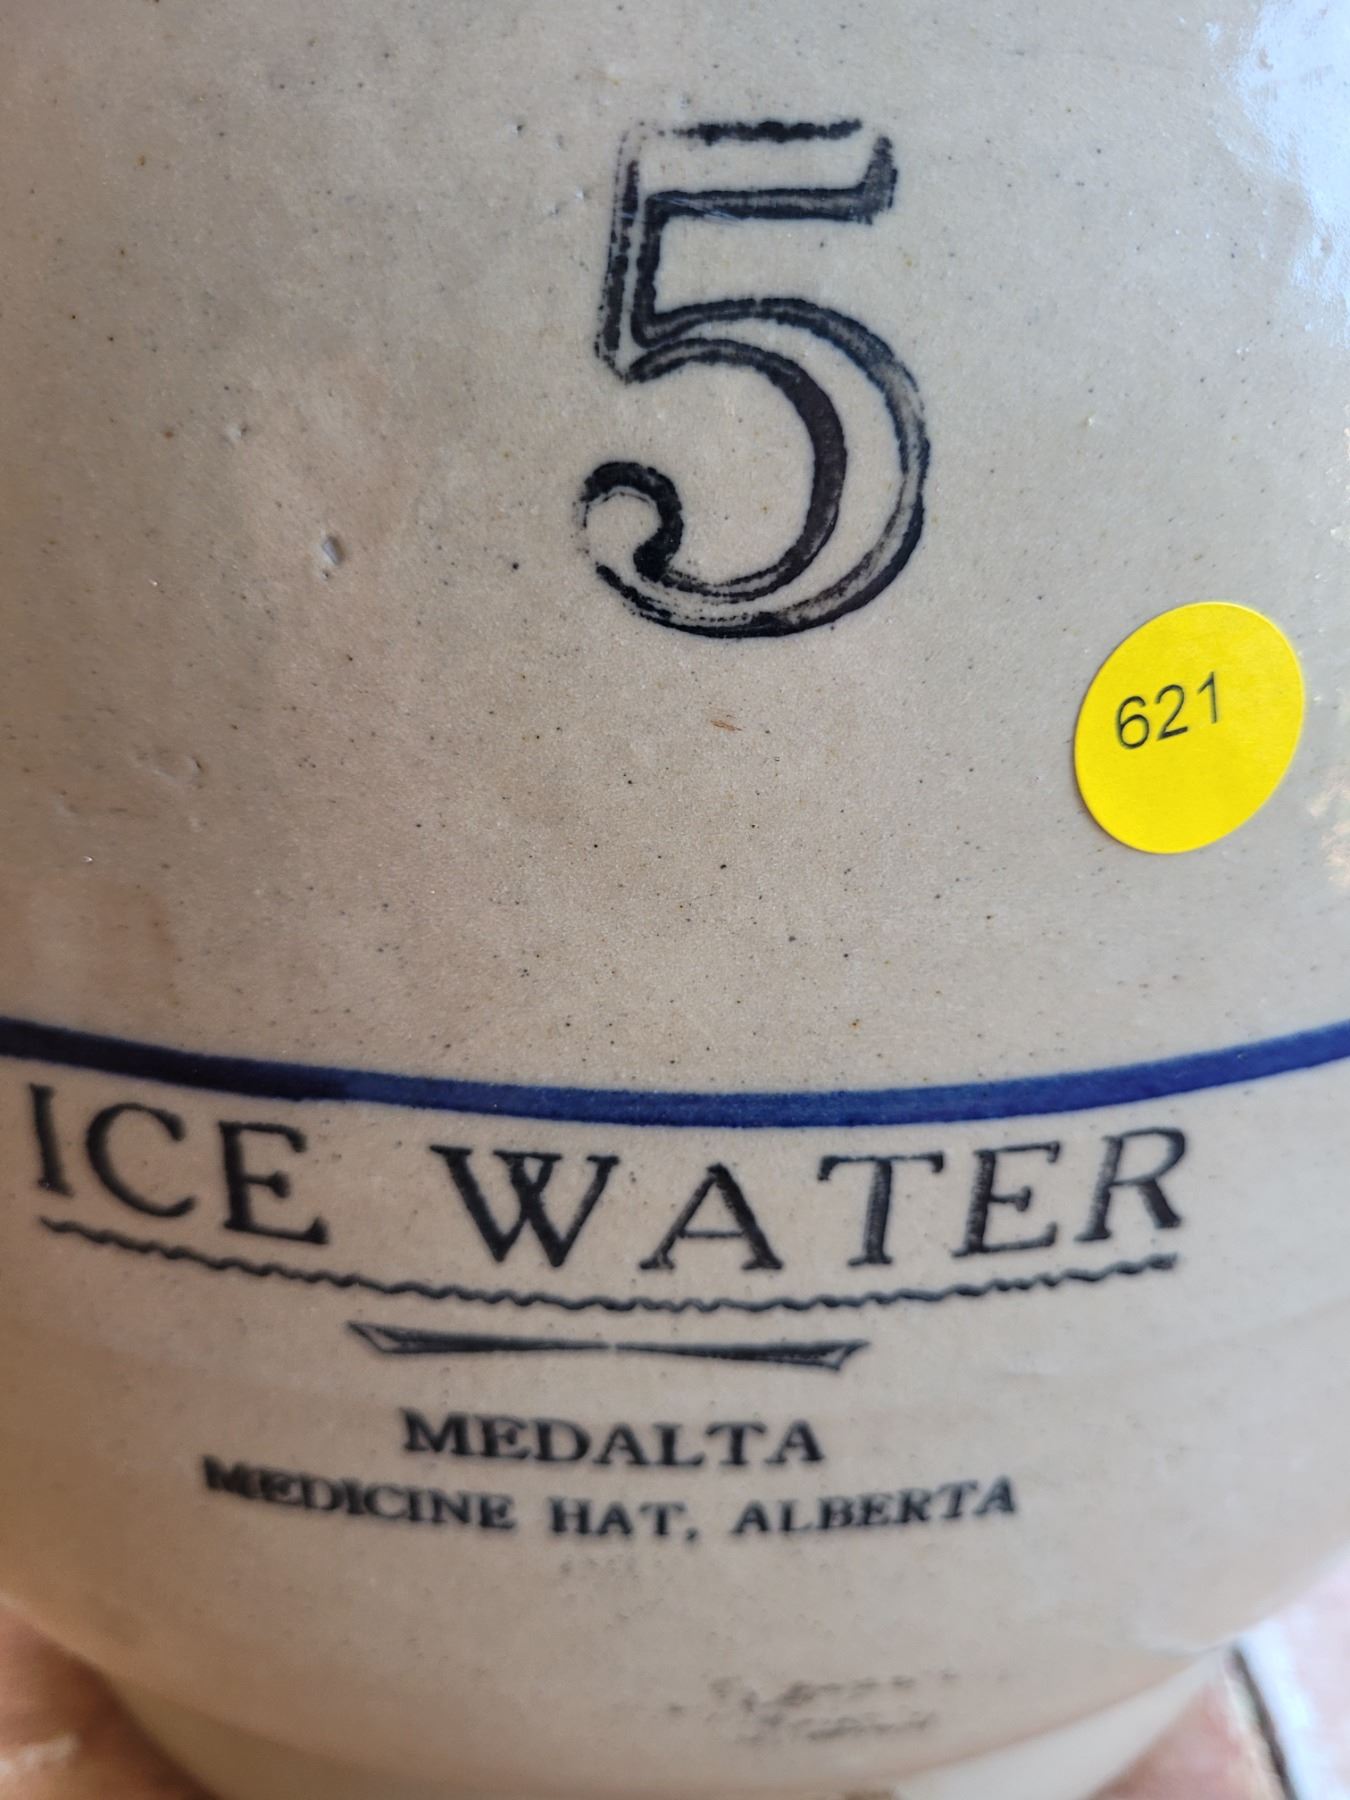 5
621
ICE WATER
MEDALTA
MEDICINE HAT, ALBERTA